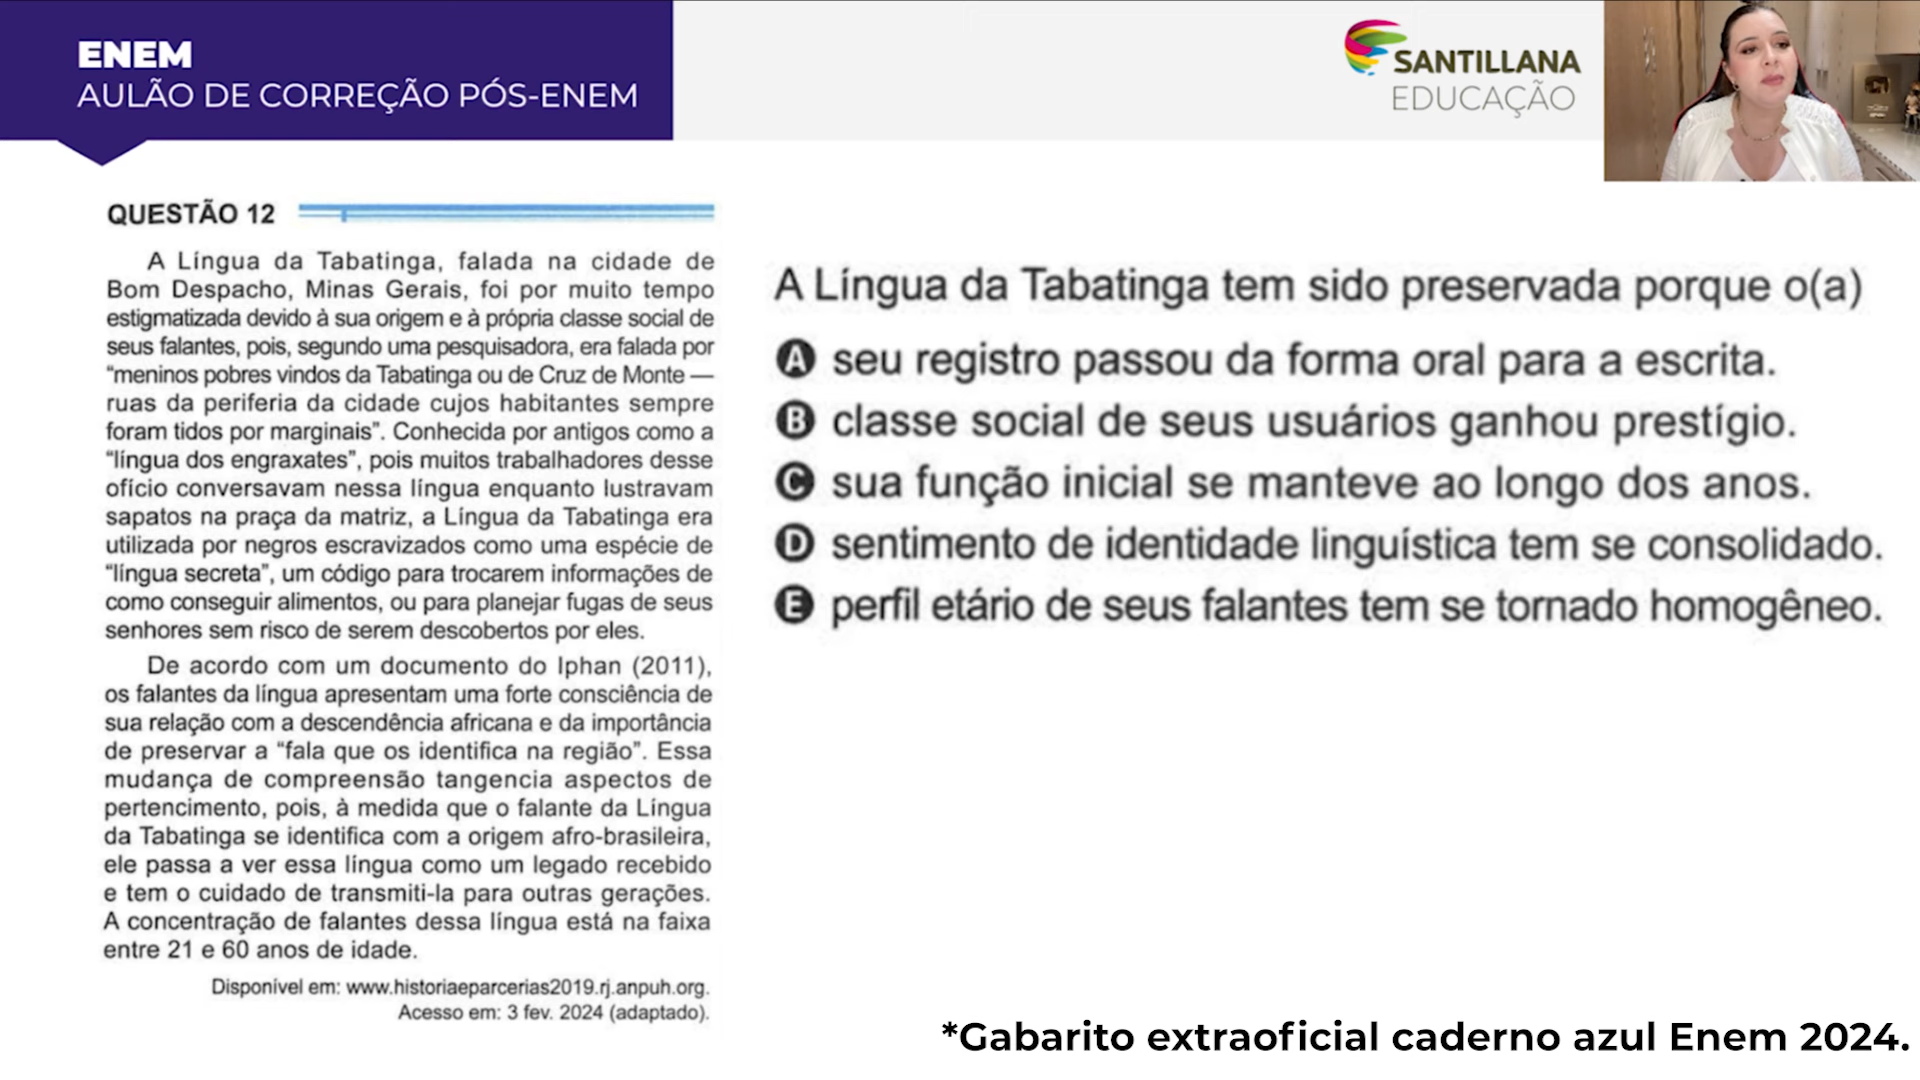 ENEM
AULÃO DE CORREÇÃO PÓS-ENEM
SANTILLANA
EDUCAÇÃO
QUESTÃO 12
A Língua da Tabatinga, falada na cidade de
Bom Despacho, Minas Gerais, foi por muito tempo
estigmatizada devido à sua origem e à própria classe social de
seus falantes, pois, segundo uma pesquisadora, era falada por
“meninos pobres vindos da Tabatinga ou de Cruz de Monte —
ruas da periferia da cidade cujos habitantes sempre
foram tidos por marginais”. Conhecida por antigos como a
“língua dos engraxates”, pois muitos trabalhadores desse
ofício conversavam nessa língua enquanto lustravam
sapatos na praça da matriz, a Língua da Tabatinga era
utilizada por negros escravizados como uma espécie de
“língua secreta”, um código para trocarem informações de
como conseguir alimentos, ou para planejar fugas de seus
senhores sem risco de serem descobertos por eles.
De acordo com um documento do Iphan (2011),
os falantes da língua apresentam uma forte consciência de
sua relação com a descendência africana e da importância
de preservar a “fala que os identifica na região”. Essa
mudança de compreensão tangencia aspectos de
pertencimento, pois, à medida que o falante da Língua
da Tabatinga se identifica com a origem afro-brasileira,
ele passa a ver essa língua como um legado recebido
e tem o cuidado de transmiti-la para outras gerações.
A concentração de falantes dessa língua está na faixa
entre 21 e 60 anos de idade.
Disponível em: www.historiaeparcerias2019.rj.anpuh.org.
Acesso em: 3 fev. 2024 (adaptado).
A Língua da Tabatinga tem sido preservada porque o(a)
A seu registro passou da forma oral para a escrita.
B classe social de seus usuários ganhou prestígio.
C sua função inicial se manteve ao longo dos anos.
D sentimento de identidade linguística tem se consolidado.
E perfil etário de seus falantes tem se tornado homogêneo.
*Gabarito extraoficial caderno azul Enem 2024.